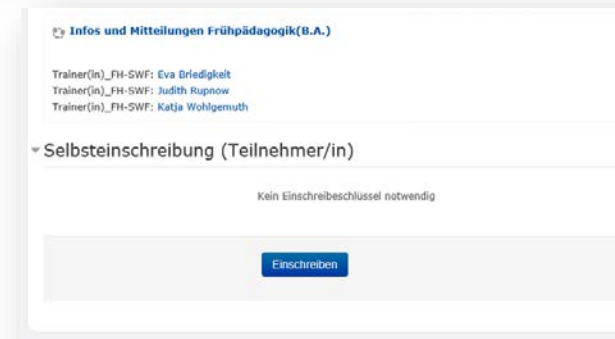 Infos und Mitteilungen Frühpädagogik(B.A.)
Trainer(in)_FH-SWF: Eva Briedigkeit
Trainer(in)_FH-SWF: Judith Rupnow
Trainer(in)_FH-SWF: Katja Wohlgemuth
Selbsteinschreibung (Teilnehmer/in)
Kein Einschreibeschlüssel notwendig
Einschreiben